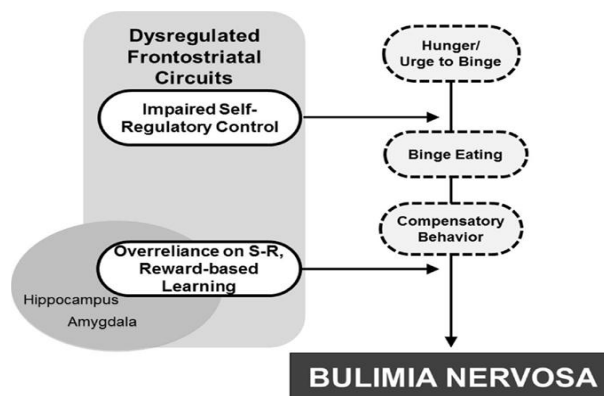 Dysregulated
Frontostriatal
Circuits
Impaired Self-
Regulatory Control
Overreliance on S-R,
Reward-based
Learning
Hippocampus
Amygdala
Hunger/
Urge to Binge
Binge Eating
Compensatory
Behavior
BULIMIA NERVOSA